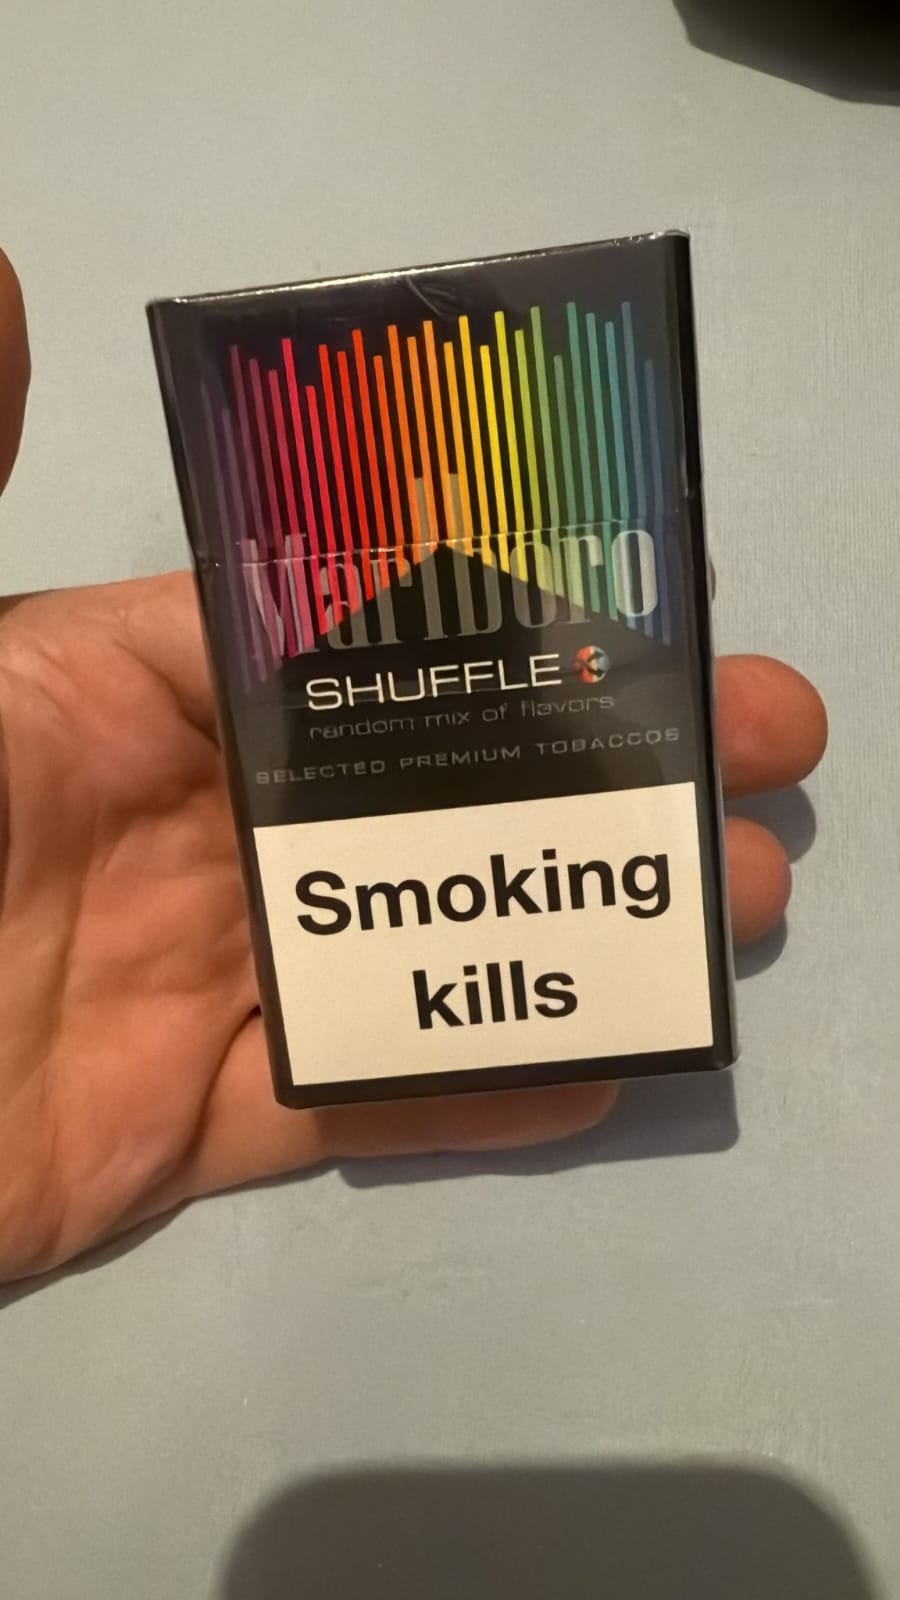 Marlboro
SHUFFLE
random mix of flavors
SELECTED PREMIUM TOBACCOS
Smoking
kills